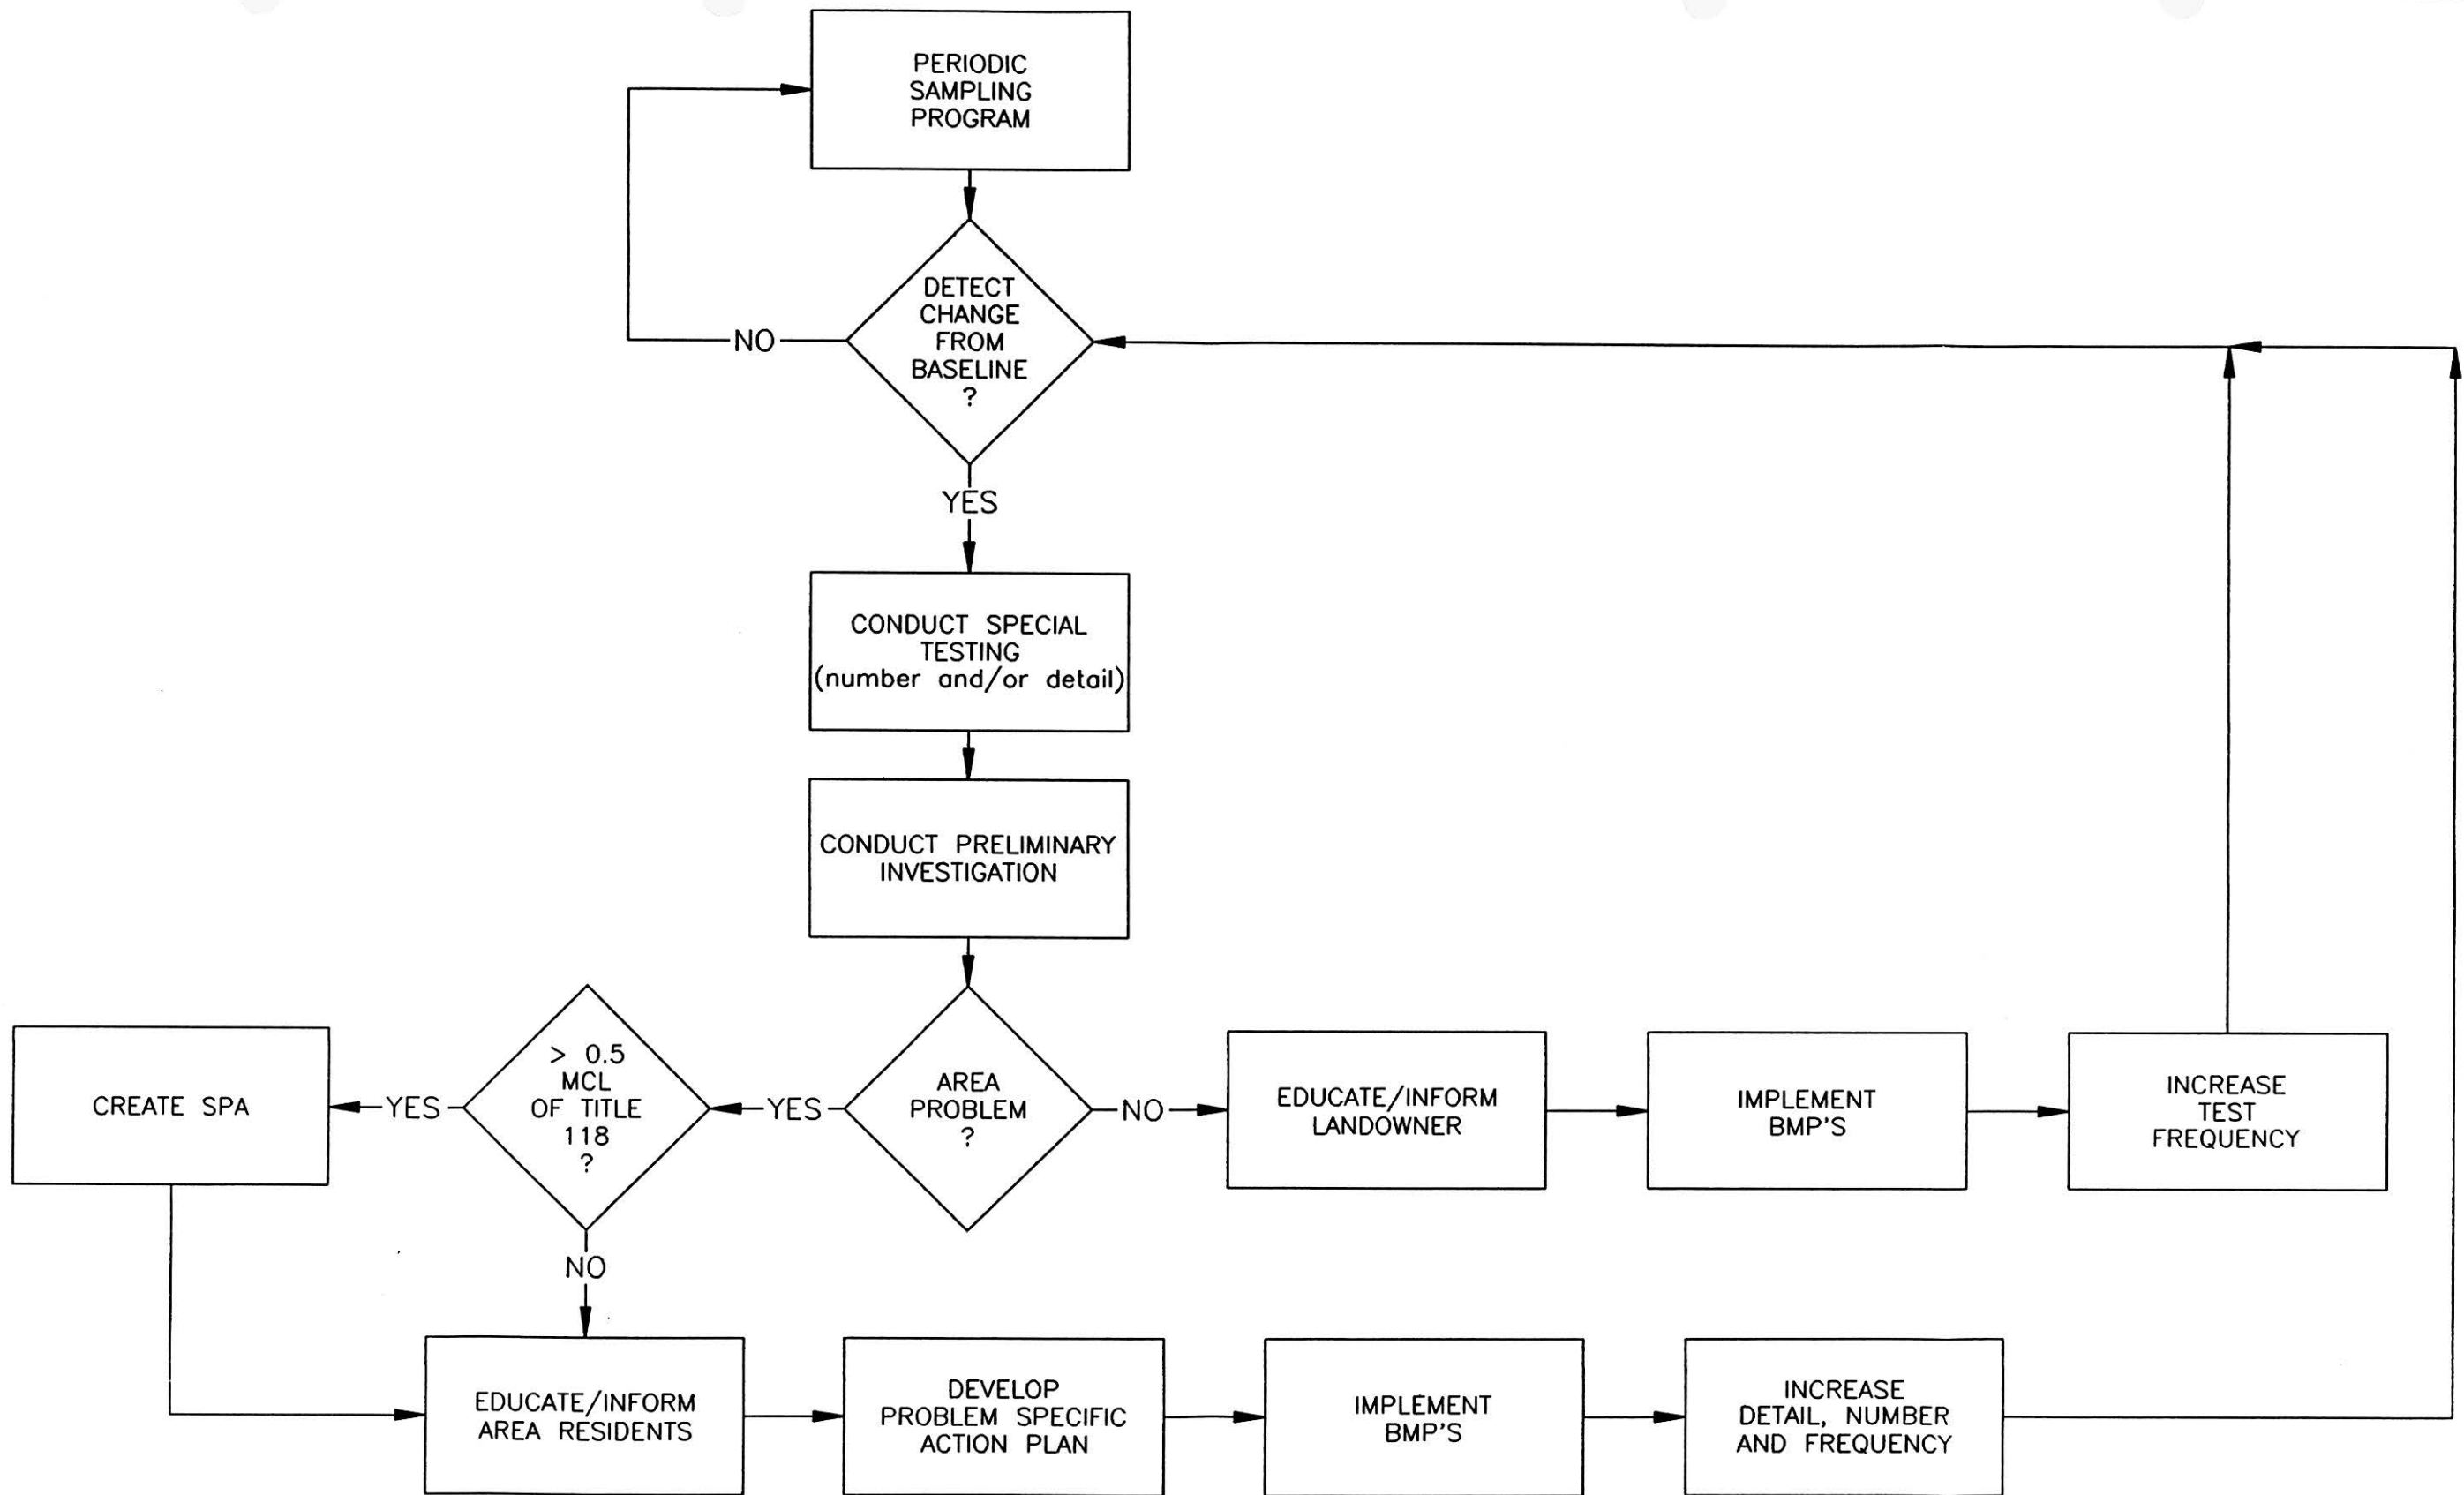 PERIODIC
SAMPLING
PROGRAM
DETECT
CHANGE
FROM
BASELINE
?
NO
YES
CONDUCT SPECIAL
TESTING
(number and/or detail)
CONDUCT PRELIMINARY
INVESTIGATION
CREATE SPA
YES
> 0.5
MCL
OF TITLE
118
?
YES
AREA
PROBLEM
?
NO
EDUCATE/INFORM
LANDOWNER
IMPLEMENT
BMP'S
INCREASE
TEST
FREQUENCY
NO
EDUCATE/INFORM
AREA RESIDENTS
DEVELOP
PROBLEM SPECIFIC
ACTION PLAN
IMPLEMENT
BMP'S
INCREASE
DETAIL, NUMBER
AND FREQUENCY